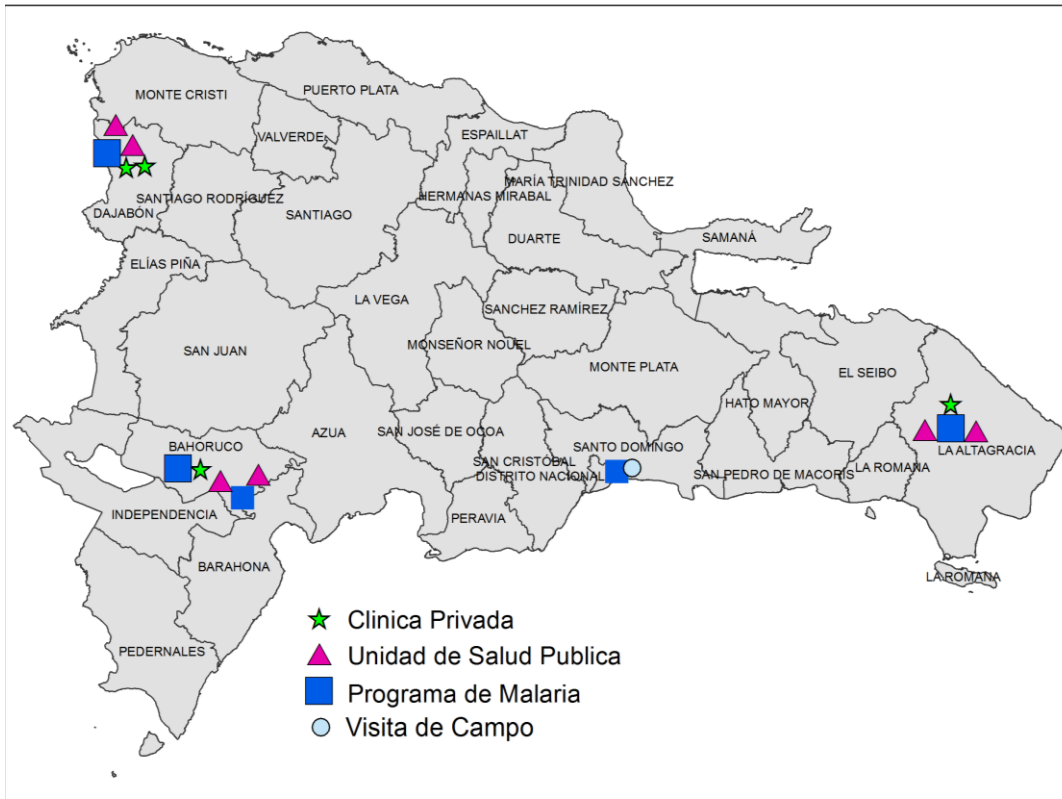 PUERTO PLATA
MONTE CRISTI
VALVERDE
ESPAILLAT
MARÍA TRINIDAD SÁNCHEZ
SANTIAGO RODRÍGUEZ
HERMANAS MIRABAL
DAJABÓN
SANTIAGO
DUARTE
SAMANÁ
ELÍAS PIÑA
LA VEGA
SANCHEZ RAMÍREZ
SAN JUAN
MONSEÑOR NOUEL
MONTE PLATA
EL SEIBO
HATO MAYOR
AZUA
SAN JOSÉ DE OCOA
BAHORUCO
SANTO DOMINGO
LA ALTAGRACIA
SAN CRISTÓBAL
DISTRITO NACIONAL
SAN PEDRO DE MACORÍS
LA ROMANA
INDEPENDENCIA
PERAVIA
BARAHONA
LA ROMANA
PEDERNALES
Clinica Privada
Unidad de Salud Publica
Programa de Malaria
Visita de Campo